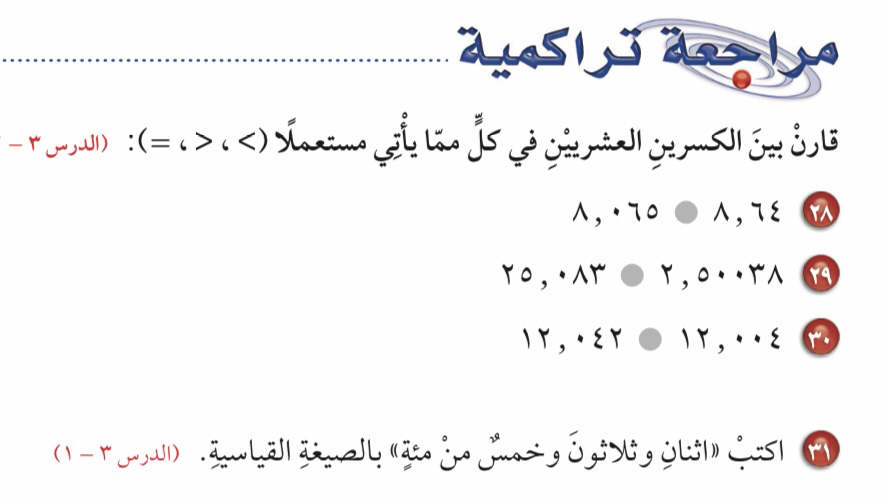 مراجعة تراكمية
قارنْ بينَ الكسرينِ العشرييْنِ في كلٍّ ممّا يأْتِي مستعملًا (> ، < ، =): (الدرس ٣ –
٢٨ ٨,٦٤ ● ٨,٠٦٥
٢٩ ٢,٥٠٠٣٨ ● ٢٥,٠٨٣
٣٠ ١٢,٠٠٤ ● ١٢,٠٤٢
٣١ اكتبْ «اثنانِ وثلاثونَ وخمسٌ منْ مئةٍ» بالصيغةِ القياسيةِ. (الدرس ٣ – ١)